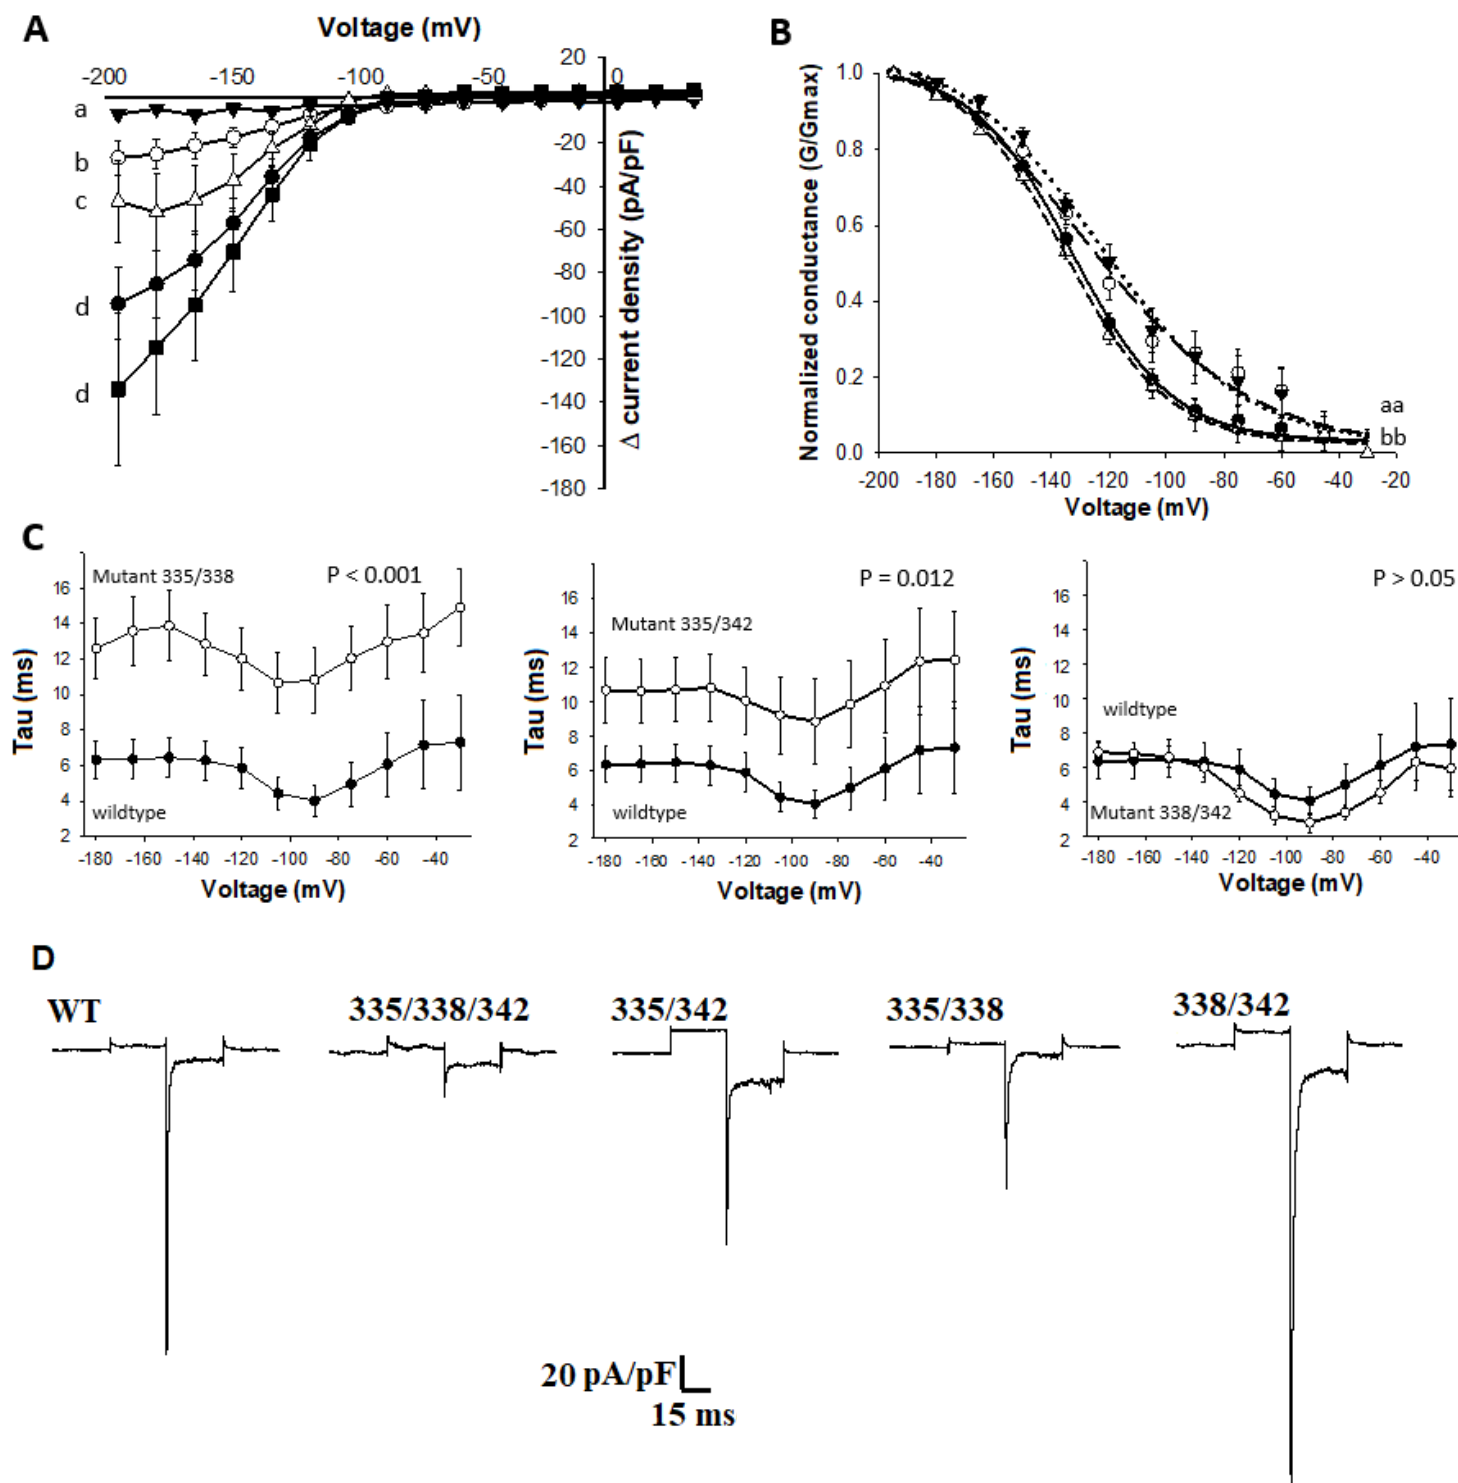 A
Voltage (mV)
-200 -150 -100 -50 0
20
-20
-40
-60
-80
-100
-120
-140
-160
-180
Δ current density (pA/pF)
a
b
c
d
d
B
Normalized conductance (G/Gmax)
1.0
0.8
0.6
0.4
0.2
0.0
aa
bb
-200 -180 -160 -140 -120 -100 -80 -60 -40 -20
Voltage (mV)
C
Mutant 335/338 P < 0.001
Tau (ms)
16
14
12
10
8
6
4
2
wildtype
-180 -160 -140 -120 -100 -80 -60 -40
Voltage (mV)
P = 0.012
Mutant 335/342
Tau (ms)
16
14
12
10
8
6
4
2
wildtype
-180 -160 -140 -120 -100 -80 -60 -40
Voltage (mV)
P > 0.05
Tau (ms)
16
14
12
10
8
6
4
2
wildtype
Mutant 338/342
-180 -160 -140 -120 -100 -80 -60 -40
Voltage (mV)
D
WT 335/338/342 335/342 335/338 338/342
20 pA/pF
15 ms